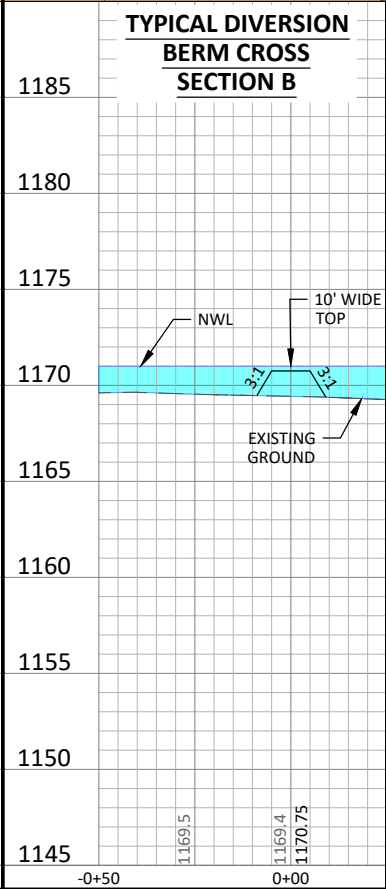 TYPICAL DIVERSION
BERM CROSS
SECTION B
1185
1180
1175
10' WIDE
TOP
NWL
1170
3:1
3:1
EXISTING
GROUND
1165
1160
1155
1150
1169.5
1169.4
1170.75
1145
-0+50
0+00